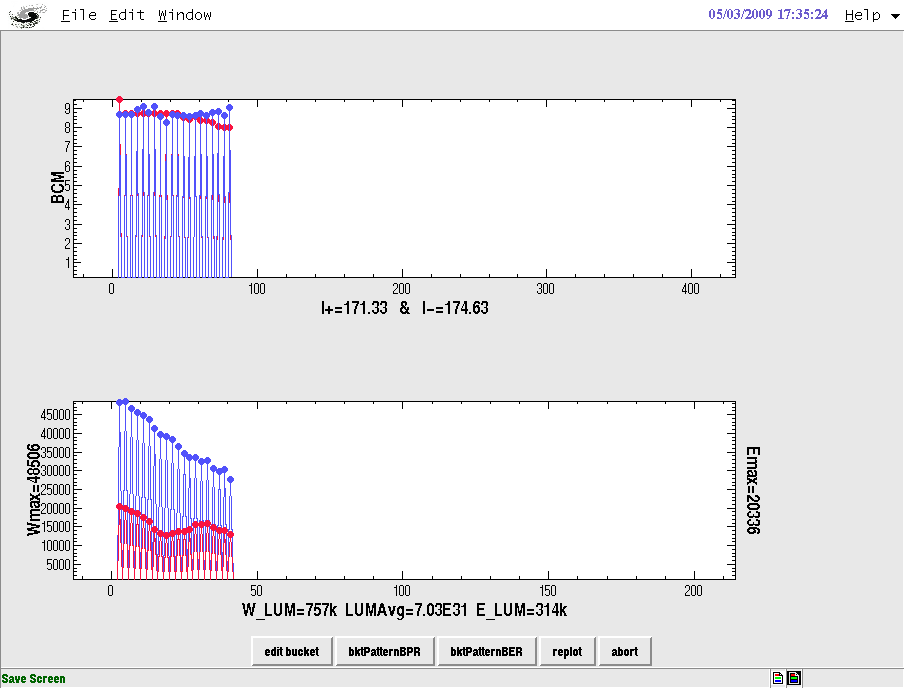 File Edit Window 05/03/2009 17:35:24 Help
9
8
7
6
5
4
3
2
1
BCM
0 100 200 300 400
I+=171.33 & I-=174.63
45000
40000
35000
30000
25000
20000
15000
10000
5000
Wmax=48506
Emax=20336
0 50 100 150 200
W_LUM=757k LUMAvg=7.03E31 E_LUM=314k
edit bucket bktPatternBPR bktPatternBER replot abort
Save Screen